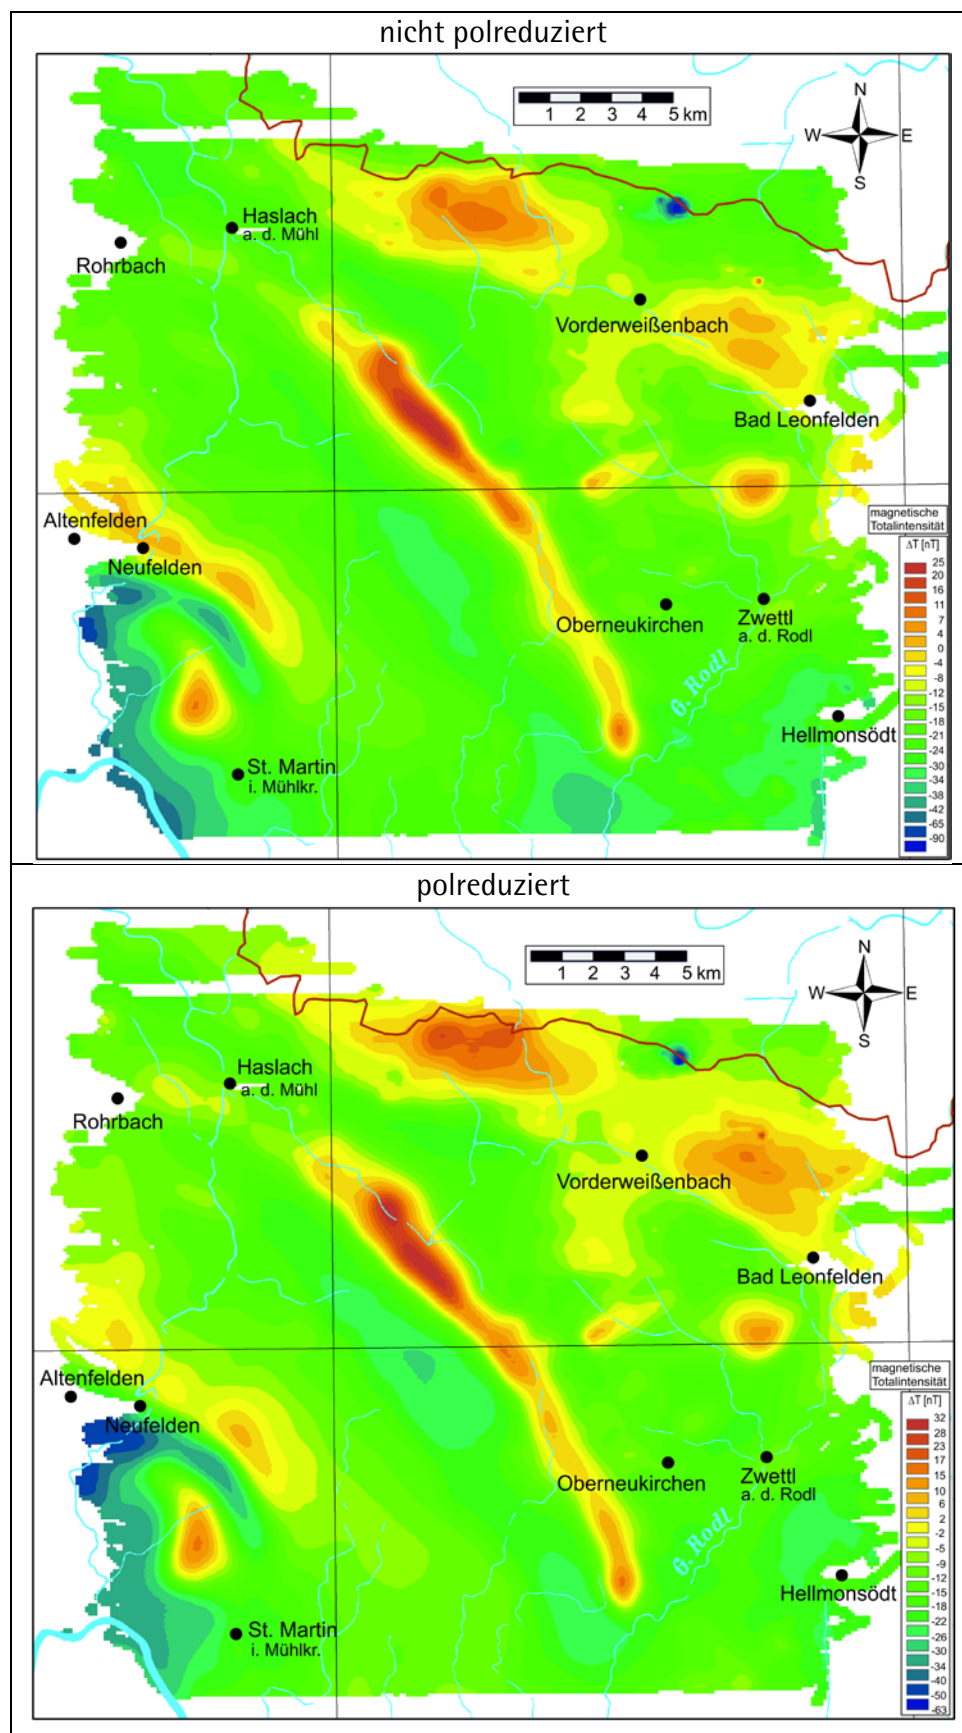 nicht polreduziert
1 2 3 4 5 km
N
W E
S
Haslach
a. d. Mühl
Rohrbach
Vorderweißenbach
Bad Leonfelden
Altenfelden
Neufelden
magnetische
Totalintensität
ΔT [nT]
25
20
16
11
7
4
0
-4
-8
-12
-15
-18
-21
-24
-30
-34
-38
-42
-65
-90
Oberneukirchen
Zwettl
a. d. Rodl
G. Rodl
Hellmonsödt
St. Martin
i. Mühlkr.
polreduziert
1 2 3 4 5 km
N
W E
S
Haslach
a. d. Mühl
Rohrbach
Vorderweißenbach
Bad Leonfelden
Altenfelden
Neufelden
magnetische
Totalintensität
ΔT [nT]
32
28
23
17
15
10
6
2
-2
-5
-9
-12
-15
-18
-22
-26
-30
-34
-40
-50
-63
Oberneukirchen
Zwettl
a. d. Rodl
G. Rodl
Hellmonsödt
St. Martin
i. Mühlkr.